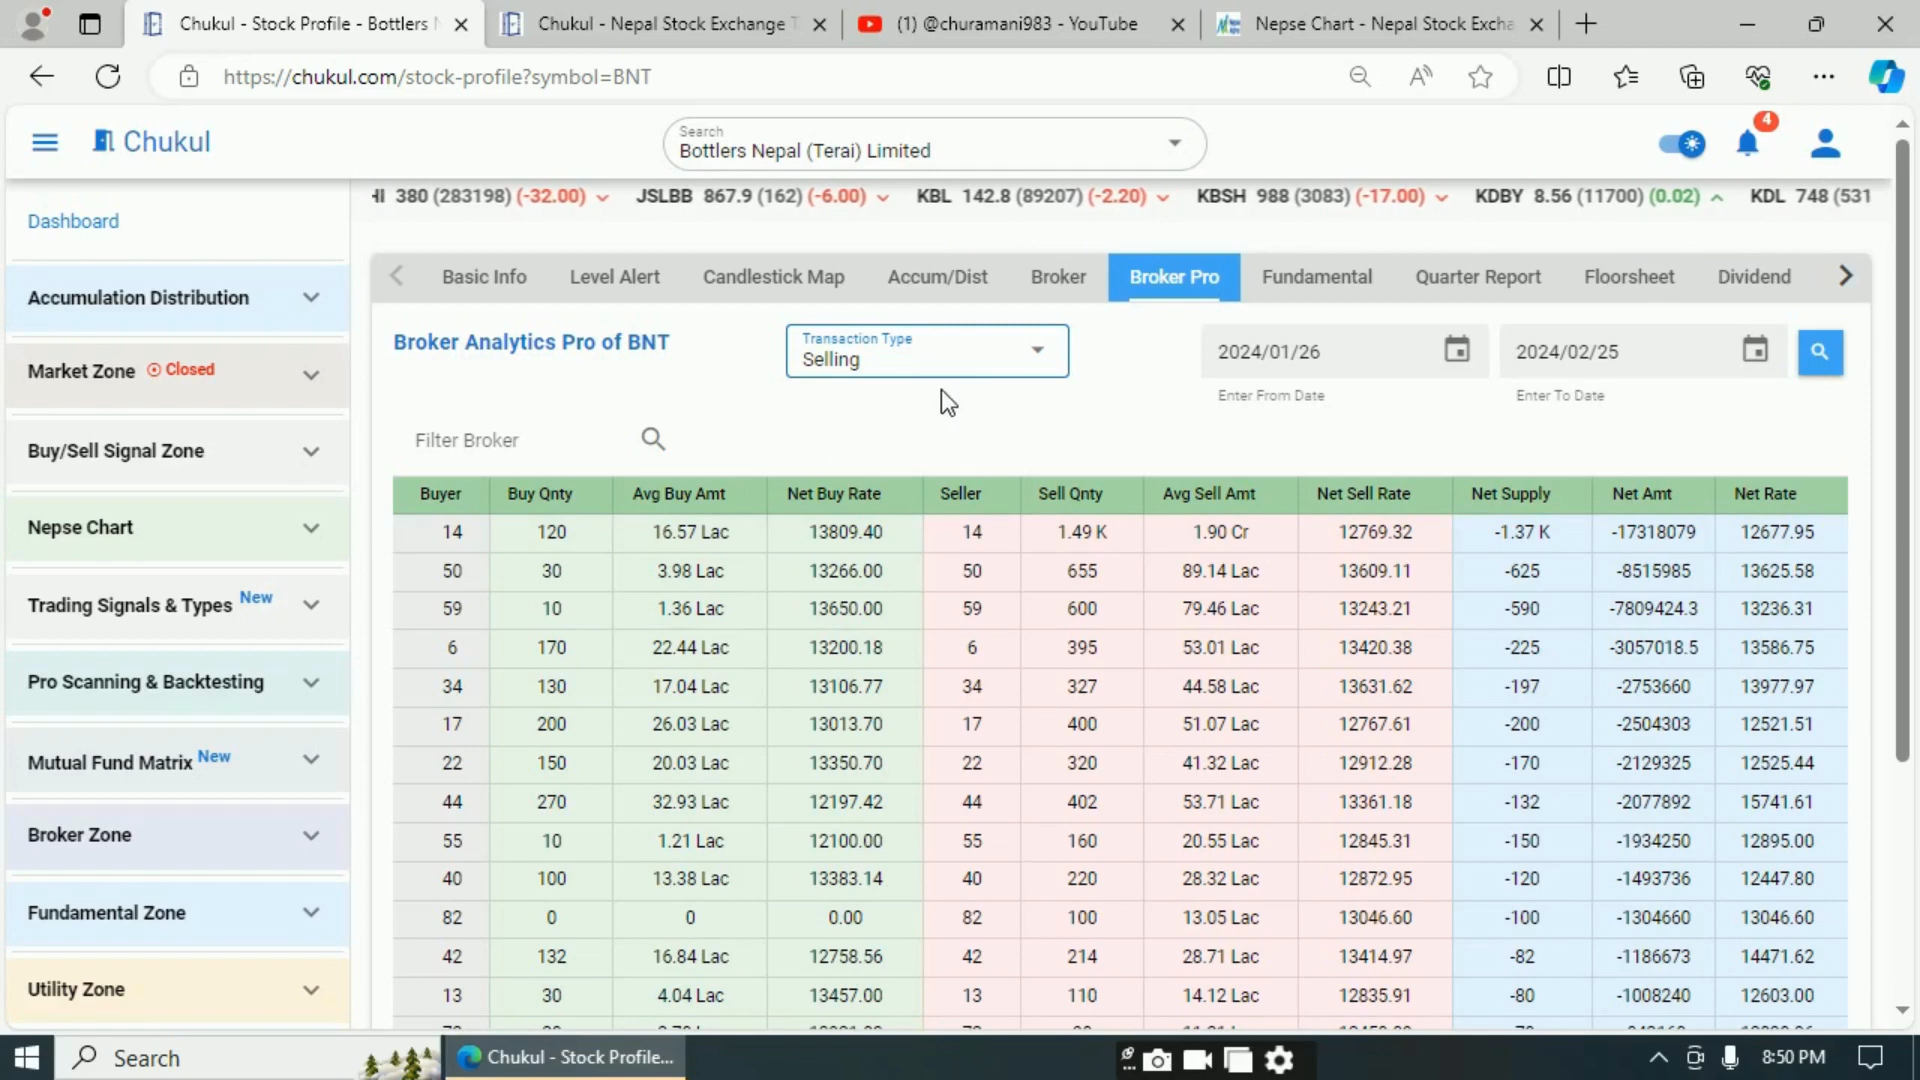 Chukul - Stock Profile - Bottlers N
Chukul - Nepal Stock Exchange T
(1) @churamani983 - YouTube
Nepse Chart - Nepal Stock Excha
https://chukul.com/stock-profile?symbol=BNT
Chukul
Search
Bottlers Nepal (Terai) Limited
4
HI 380 (283198) (-32.00) JSLBB 867.9 (162) (-6.00) KBL 142.8 (89207) (-2.20) KBSH 988 (3083) (-17.00) KDBY 8.56 (11700) (0.02) KDL 748 (531
Dashboard
Accumulation Distribution
Market Zone Closed
Buy/Sell Signal Zone
Nepse Chart
Trading Signals & Types New
Pro Scanning & Backtesting
Mutual Fund Matrix New
Broker Zone
Fundamental Zone
Utility Zone
Basic Info Level Alert Candlestick Map Accum/Dist Broker Broker Pro Fundamental Quarter Report Floorsheet Dividend
Broker Analytics Pro of BNT
Transaction Type
Selling
2024/01/26
Enter From Date
2024/02/25
Enter To Date
Filter Broker
Buyer Buy Qnty Avg Buy Amt Net Buy Rate Seller Sell Qnty Avg Sell Amt Net Sell Rate Net Supply Net Amt Net Rate
14 120 16.57 Lac 13809.40 14 1.49 K 1.90 Cr 12769.32 -1.37 K -17318079 12677.95
50 30 3.98 Lac 13266.00 50 655 89.14 Lac 13609.11 -625 -8515985 13625.58
59 10 1.36 Lac 13650.00 59 600 79.46 Lac 13243.21 -590 -7809424.3 13236.31
6 170 22.44 Lac 13200.18 6 395 53.01 Lac 13420.38 -225 -3057018.5 13586.75
34 130 17.04 Lac 13106.77 34 327 44.58 Lac 13631.62 -197 -2753660 13977.97
17 200 26.03 Lac 13013.70 17 400 51.07 Lac 12767.61 -200 -2504303 12521.51
22 150 20.03 Lac 13350.70 22 320 41.32 Lac 12912.28 -170 -2129325 12525.44
44 270 32.93 Lac 12197.42 44 402 53.71 Lac 13361.18 -132 -2077892 15741.61
55 10 1.21 Lac 12100.00 55 160 20.55 Lac 12845.31 -150 -1934250 12895.00
40 100 13.38 Lac 13383.14 40 220 28.32 Lac 12872.95 -120 -1493736 12447.80
82 0 0 0.00 82 100 13.05 Lac 13046.60 -100 -1304660 13046.60
42 132 16.84 Lac 12758.56 42 214 28.71 Lac 13414.97 -82 -1186673 14471.62
13 30 4.04 Lac 13457.00 13 110 14.12 Lac 12835.91 -80 -1008240 12603.00
Search
Chukul - Stock Profile...
8:50 PM